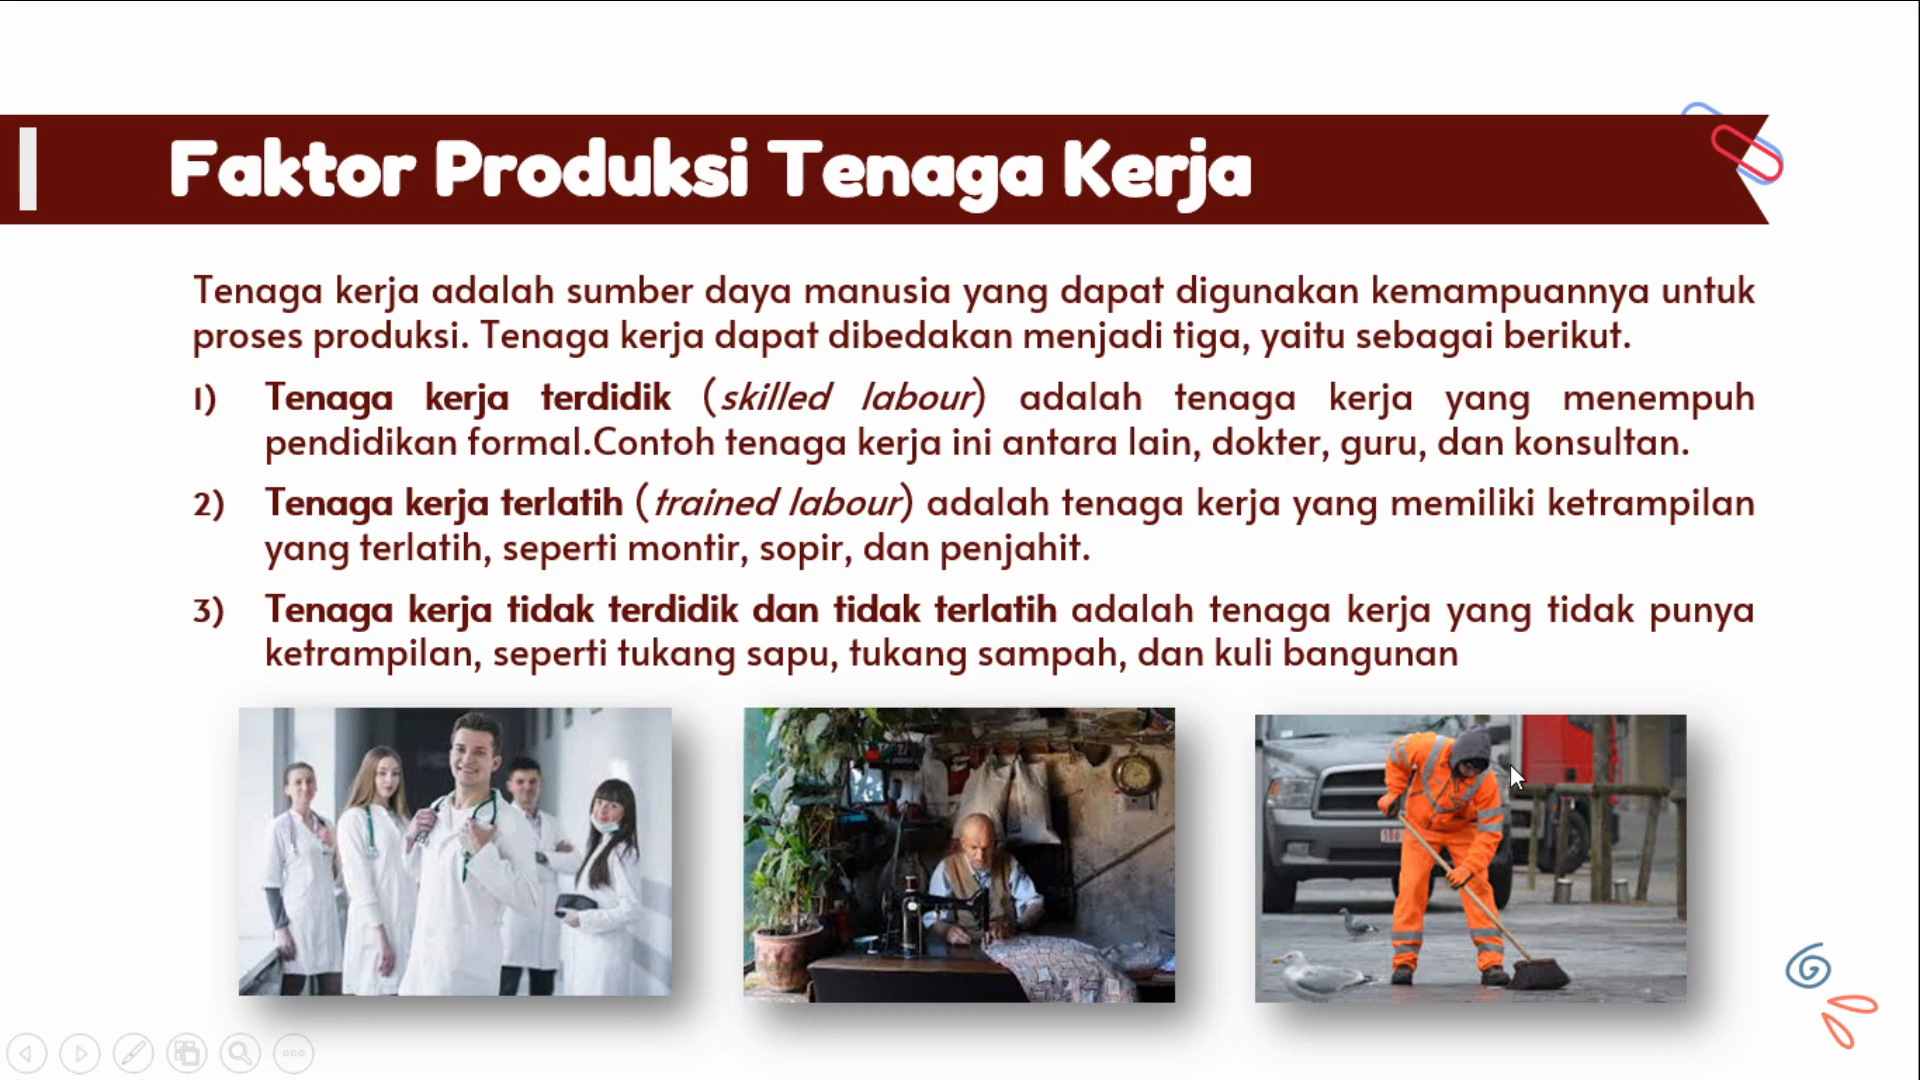 Faktor Produksi Tenaga Kerja
Tenaga kerja adalah sumber daya manusia yang dapat digunakan kemampuannya untuk
proses produksi. Tenaga kerja dapat dibedakan menjadi tiga, yaitu sebagai berikut.
1) Tenaga kerja terdidik (skilled labour) adalah tenaga kerja yang menempuh
pendidikan formal.Contoh tenaga kerja ini antara lain, dokter, guru, dan konsultan.
2) Tenaga kerja terlatih (trained labour) adalah tenaga kerja yang memiliki ketrampilan
yang terlatih, seperti montir, sopir, dan penjahit.
3) Tenaga kerja tidak terdidik dan tidak terlatih adalah tenaga kerja yang tidak punya
ketrampilan, seperti tukang sapu, tukang sampah, dan kuli bangunan